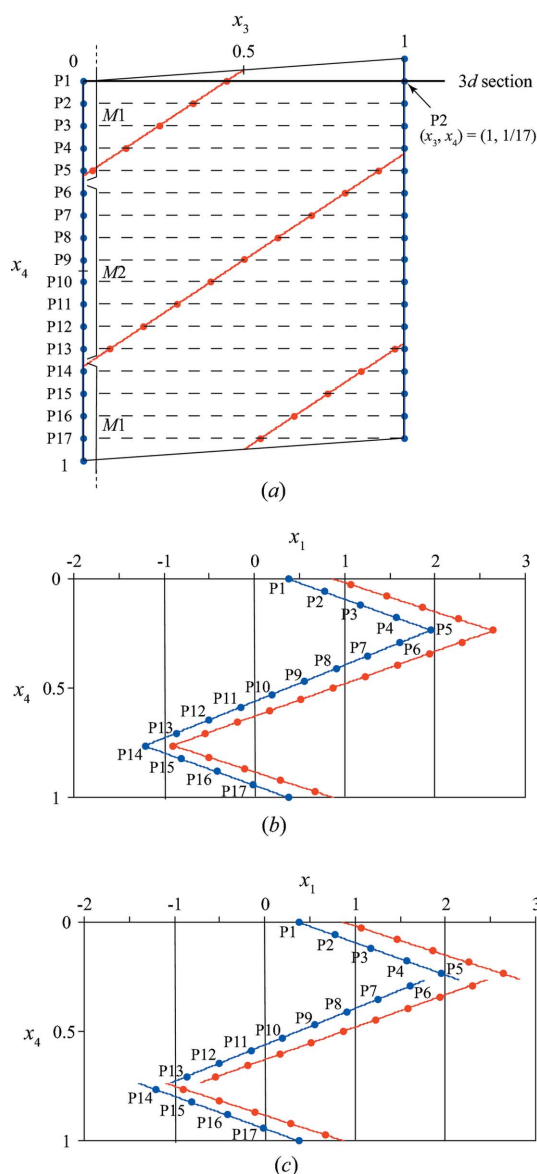 x3
0 0.5 1
P1 3d section
P2 M1 P2
P3 (x3, x4) = (1, 1/17)
P4
P5
P6
P7
P8
P9
x4 P10 M2
P11
P12
P13
P14
P15
P16 M1
P17
1
(a)
x1
-2 -1 0 1 2 3
0 P1
P2
P3
P4 P5
P7 P6
P9 P8
x4 0.5 P10
P11
P12
P13
P14
P15
P16
P17
1
(b)
x1
-2 -1 0 1 2 3
0 P1
P2
P3
P4 P5
P7 P6
P9 P8
x4 0.5 P10
P11
P12
P13
P14
P15
P16
P17
1
(c)